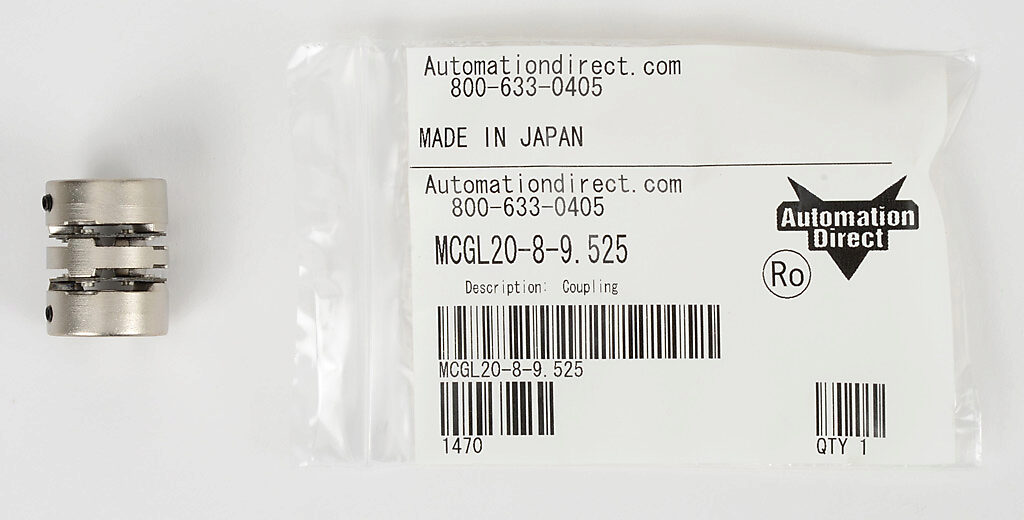 Automationdirect.com
800-633-0405
MADE IN JAPAN
Automationdirect.com
800-633-0405
Automation
Direct
MCGL20-8-9.525
Ro
Description: Coupling
MCGL20-8-9.525
1470
QTY 1